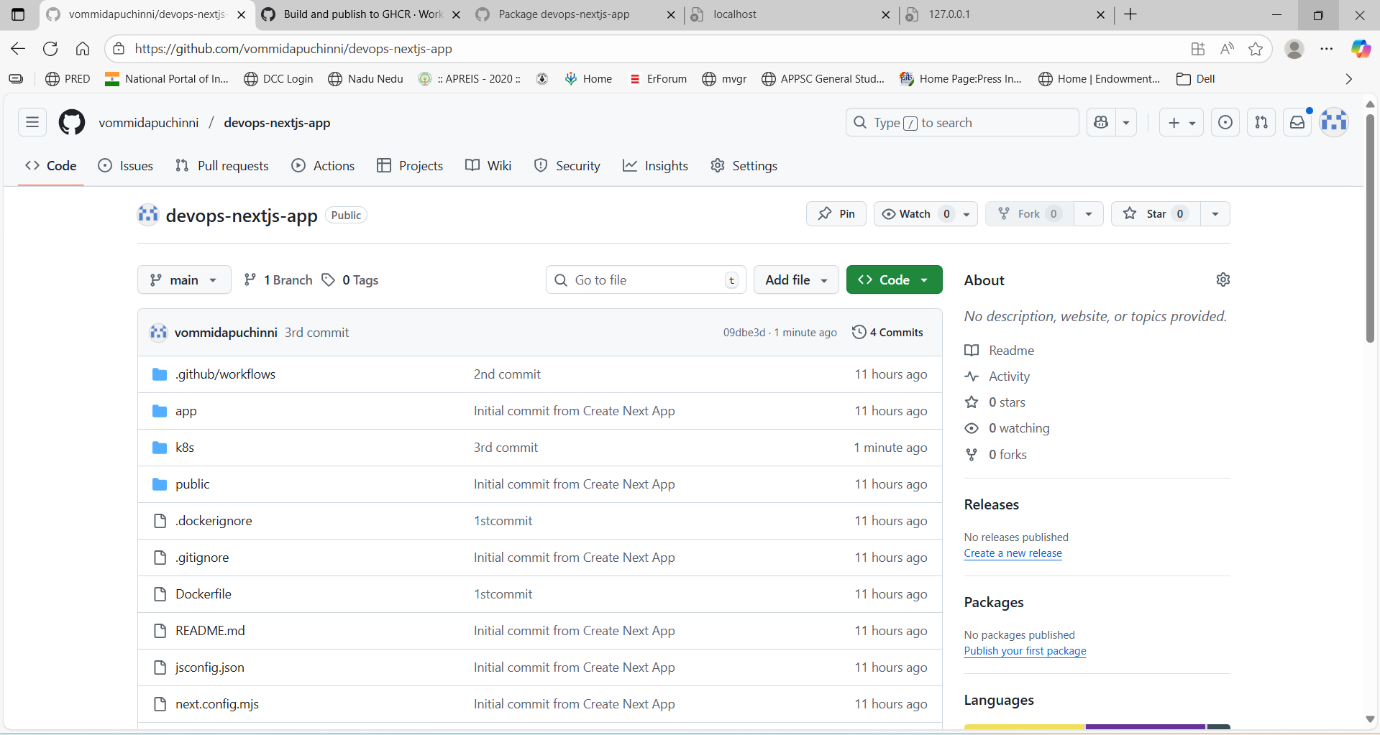 vommidapuchinni/devops-nextjs- Build and publish to GHCR · Work Package devops-nextjs-app localhost 127.0.0.1
https://github.com/vommidapuchinni/devops-nextjs-app
PRED National Portal of In... DCC Login Nadu Nedu :: APREIS - 2020 :: Home ErForum mvgr APPSC General Stud... Home Page:Press In... Home | Endowment... Dell
vommidapuchinni / devops-nextjs-app Type / to search
Code Issues Pull requests Actions Projects Wiki Security Insights Settings
devops-nextjs-app Public Pin Watch 0 Fork 0 Star 0
main 1 Branch 0 Tags Go to file t Add file Code
vommidapuchinni 3rd commit 09dbe3d · 1 minute ago 4 Commits
.github/workflows 2nd commit 11 hours ago
app Initial commit from Create Next App 11 hours ago
k8s 3rd commit 1 minute ago
public Initial commit from Create Next App 11 hours ago
.dockerignore 1stcommit 11 hours ago
.gitignore Initial commit from Create Next App 11 hours ago
Dockerfile 1stcommit 11 hours ago
README.md Initial commit from Create Next App 11 hours ago
jsconfig.json Initial commit from Create Next App 11 hours ago
next.config.mjs Initial commit from Create Next App 11 hours ago
About
No description, website, or topics provided.
Readme
Activity
0 stars
0 watching
0 forks
Releases
No releases published
Create a new release
Packages
No packages published
Publish your first package
Languages